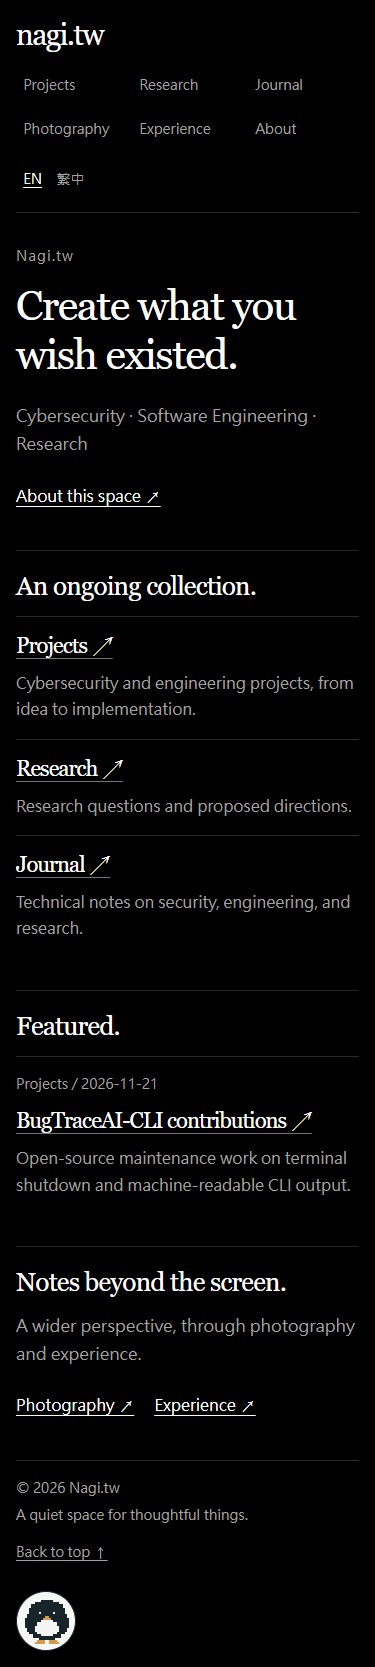 nagi.tw
Projects Research Journal
Photography Experience About
EN 繁中
Nagi.tw
Create what you
wish existed.
Cybersecurity · Software Engineering ·
Research
About this space ↗
An ongoing collection.
Projects ↗
Cybersecurity and engineering projects, from
idea to implementation.
Research ↗
Research questions and proposed directions.
Journal ↗
Technical notes on security, engineering, and
research.
Featured.
Projects / 2026-11-21
BugTraceAI-CLI contributions ↗
Open-source maintenance work on terminal
shutdown and machine-readable CLI output.
Notes beyond the screen.
A wider perspective, through photography
and experience.
Photography ↗ Experience ↗
© 2026 Nagi.tw
A quiet space for thoughtful things.
Back to top ↑